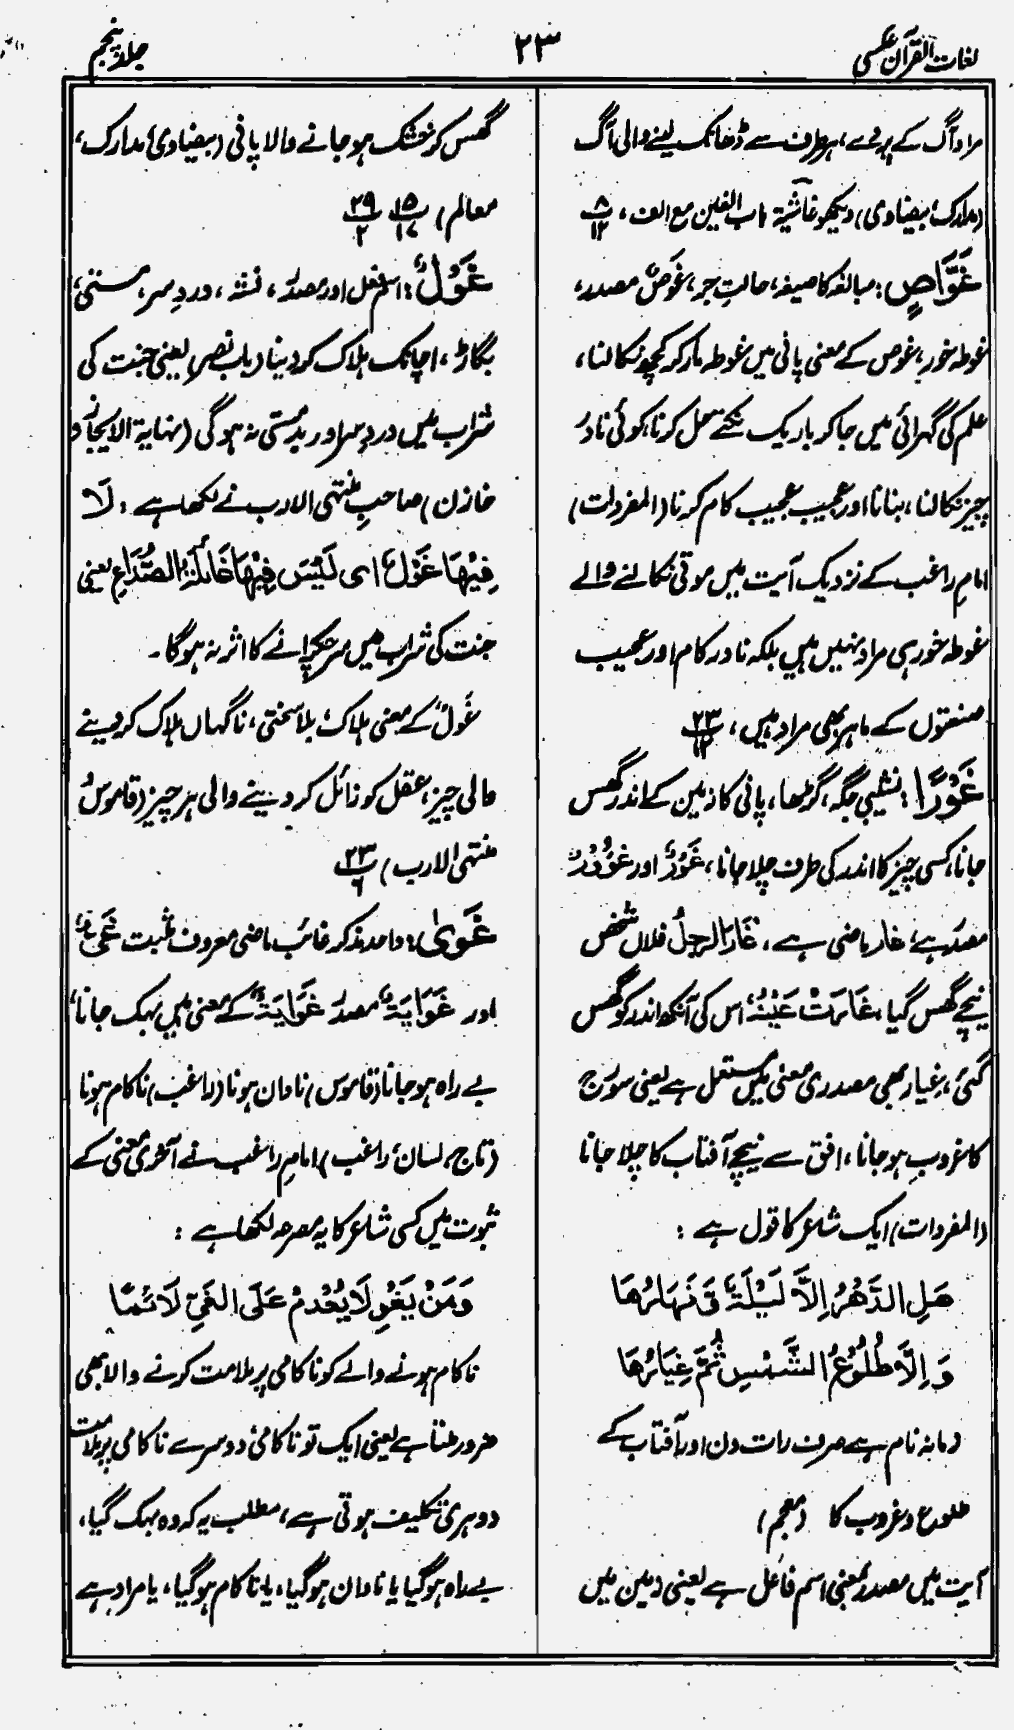 لغات القرآن عکسی
۲۳
جلد پنجم
مراد آگ کے پردے، ہر طرف سے ڈھانک لینے والی آگ
(مدارک، بیضاوی) دیکھو غاشیۃ باب الغین مع الف، ۸/۱۲
غَوَّاصٍ: مبالغہ کا صیغہ، حالتِ جر، غَوصٌ مصدر،
غوطہ خور، غوص کے معنی پانی میں غوطہ مار کر کچھ نکالنا،
علم کی گہرائی میں جا کر باریک نکتے حل کرنا، کوئی نادر
چیز نکالنا، بنانا اور عجیب عجیب کام کرنا (المفردات)
امام راغب کے نزدیک آیت میں موتی نکالنے والے
غوطہ خور ہی مراد نہیں ہیں بلکہ نادر کام اور عجیب
صنعتوں کے ماہر بھی مراد ہیں، ۲۳/۱۲
غَوْرًا: نشیبی جگہ، گڑھا، پانی کا زمین کے اندر گھس
جانا، کسی چیز کا اندر کی طرف چلا جانا، غَوْرٌ اور غُؤُوْرٌ
مصدر ہے، غار ماضی ہے، غَارَ الرجلُ فلاں شخص
نیچے گھس گیا، غَارَتْ عَیْنُہٗ اس کی آنکھ اندر کو گھس
گئی، غیار بھی مصدری معنی میں مستعمل ہے یعنی سورج
کا غروب ہو جانا، افق سے نیچے آفتاب کا چلا جانا
(المفردات) ایک شاعر کا قول ہے :
ھَلِ الدَّھْرُ اِلَّا لَیْلَۃٌ وَّنَہَارُھَا
وَ اِلَّا طُلُوْعُ الشَّمْسِ ثُمَّ غِیَارُھَا
زمانہ نام ہے صرف رات دن اور آفتاب کے
طلوع و غروب کا (معجم)
آیت میں مصدر بمعنی اسم فاعل ہے یعنی زمین میں
گھس کر خشک ہو جانے والا پانی (بیضاوی، مدارک،
معالم) ۱۵/۱۷ ۲۹/۲
غَوْلٌ: اسم فعل اور مصدر، نشہ، دردِ سر، مستی،
بگاڑ، اچانک ہلاک کر دینا (باب نصر) یعنی جنت کی
شراب میں دردِ سر اور بدمستی نہ ہوگی (نہایۃ الایجاز و
خازن) صاحبِ منتہی الادب نے لکھا ہے : لَا
فِیْھَا غَوْلٌ ای لَیْسَ فِیْھَا غَائِلَۃُ الصُّدَاعِ یعنی
جنت کی شراب میں سر چکرانے کا اثر نہ ہوگا۔
غَوْلٌ کے معنی ہلاک، بلا، سختی، ناگہاں ہلاک کر دینے
والی چیز، عقل کو زائل کر دینے والی ہر چیز (قاموس،
منتہی الارب) ۲۳/۶
غَوٰی: واحد مذکر غائب ماضی معروف مثبت غَیٌّ
اور غَوَایَۃٌ مصدر غَوَایَۃٌ کے معنی ہیں بہک جانا،
بے راہ ہو جانا (قاموس) نادان ہونا (راغب) ناکام ہونا
(تاج، لسان، راغب) امام راغب نے آخری معنی کے
ثبوت میں کسی شاعر کا یہ مصرعہ لکھا ہے :
وَمَنْ یَغْوِ لَا یَعْدِمْ عَلَی الغَیِّ لَائِمًا
ناکام ہونے والے کو ناکامی پر ملامت کرنے والا بھی
ضرور ملتا ہے یعنی ایک تو ناکامی دوسرے ناکامی پر ملامت
دوہری تکلیف ہوتی ہے، مطلب یہ کہ وہ بہک گیا،
بے راہ ہو گیا یا نادان ہو گیا، یا ناکام ہو گیا، یا مراد ہے